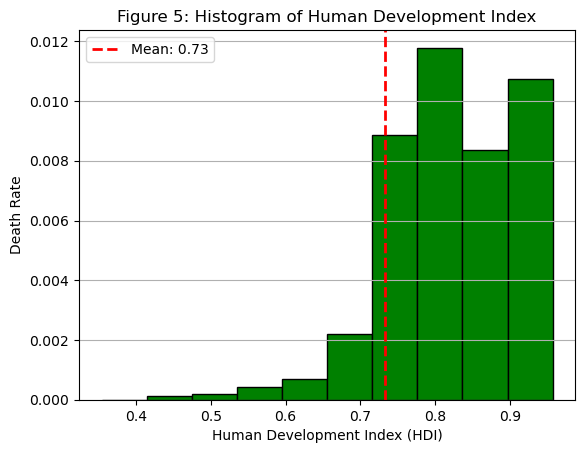 Figure 5: Histogram of Human Development Index
Mean: 0.73
0.012
0.010
0.008
0.006
0.004
0.002
0.000
Death Rate
0.4 0.5 0.6 0.7 0.8 0.9
Human Development Index (HDI)